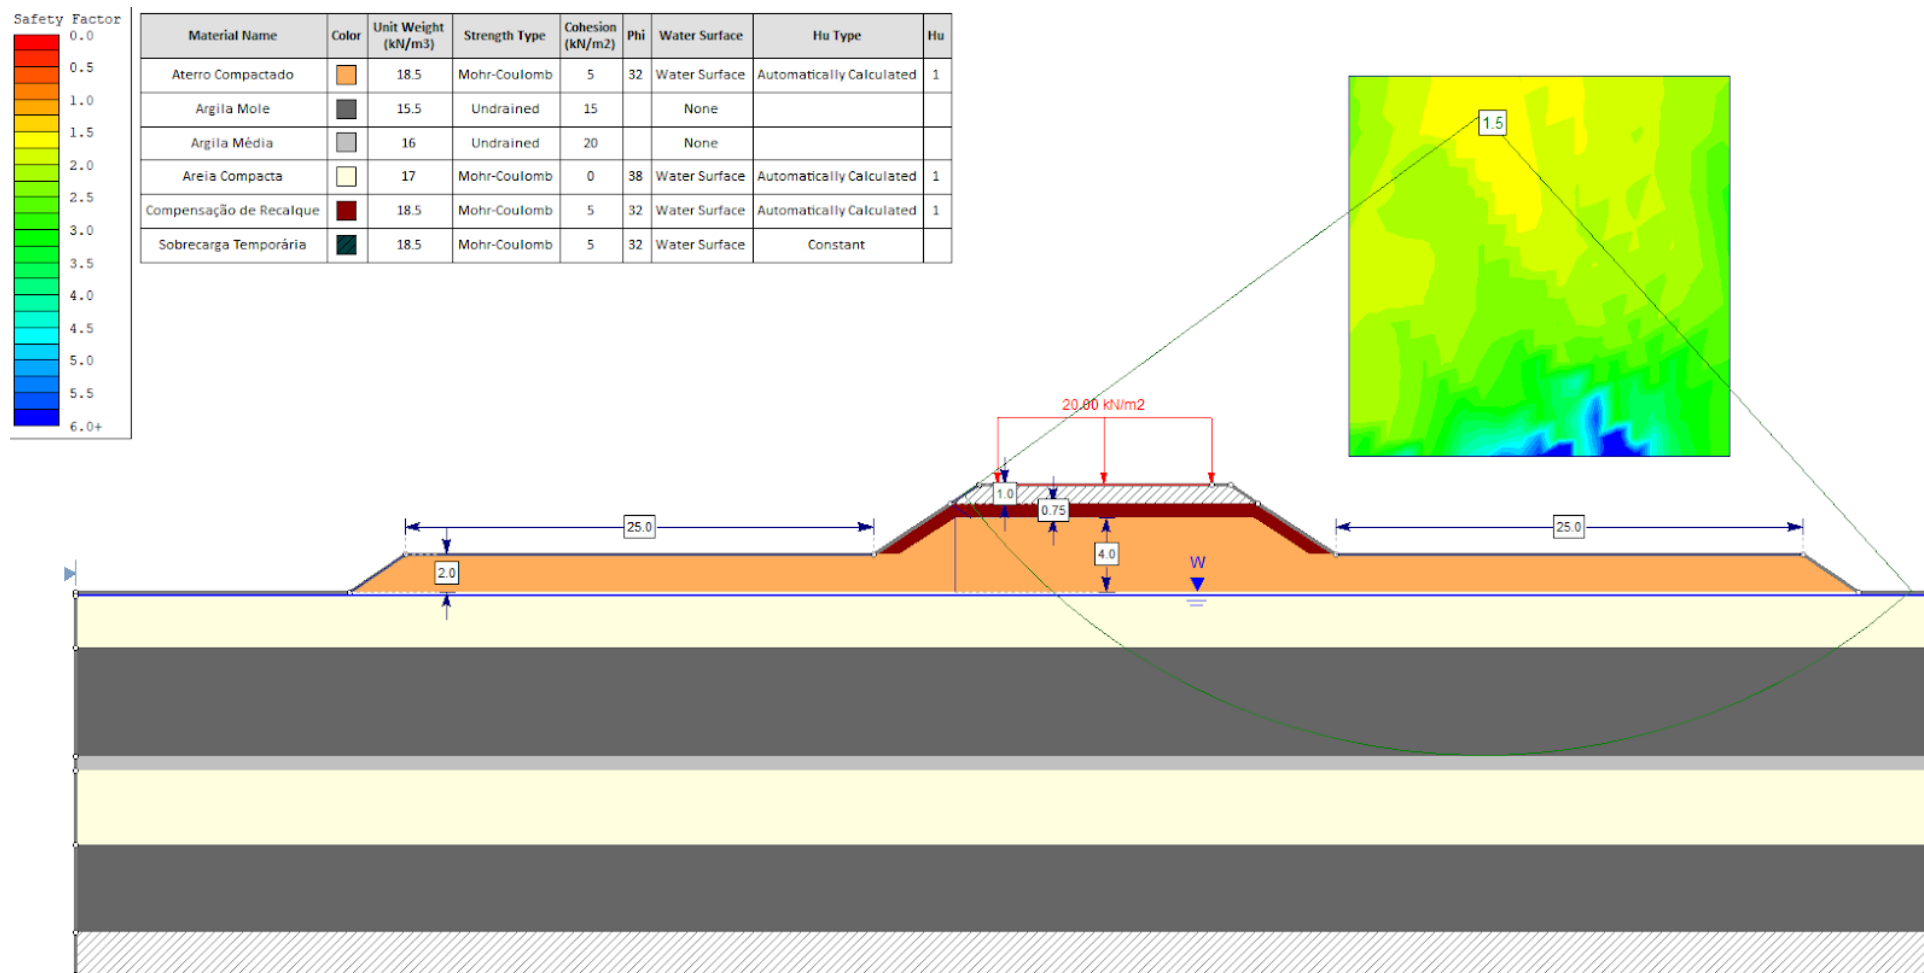 Safety Factor
0.0
0.5
1.0
1.5
2.0
2.5
3.0
3.5
4.0
4.5
5.0
5.5
6.0+
Material Name Color Unit Weight (kN/m3) Strength Type Cohesion (kN/m2) Phi Water Surface Hu Type Hu
Aterro Compactado 18.5 Mohr-Coulomb 5 32 Water Surface Automatically Calculated 1
Argila Mole 15.5 Undrained 15 None
Argila Média 16 Undrained 20 None
Areia Compacta 17 Mohr-Coulomb 0 38 Water Surface Automatically Calculated 1
Compensação de Recalque 18.5 Mohr-Coulomb 5 32 Water Surface Automatically Calculated 1
Sobrecarga Temporária 18.5 Mohr-Coulomb 5 32 Water Surface Constant
1.5
20.00 kN/m2
1.0
0.75
25.0
25.0
4.0
2.0
W